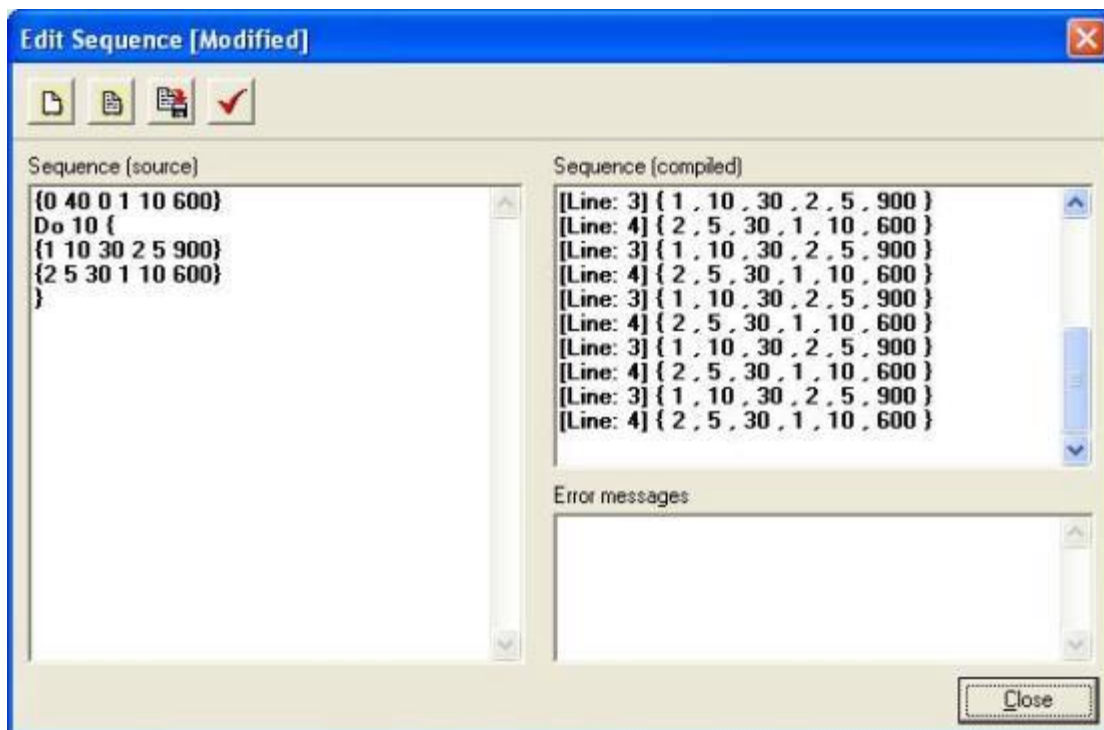 Edit Sequence [Modified]
Sequence (source)
{0 40 0 1 10 600}
Do 10 {
{1 10 30 2 5 900}
{2 5 30 1 10 600}
}
Sequence (compiled)
[Line: 3] { 1 , 10 , 30 , 2 , 5 , 900 }
[Line: 4] { 2 , 5 , 30 , 1 , 10 , 600 }
[Line: 3] { 1 , 10 , 30 , 2 , 5 , 900 }
[Line: 4] { 2 , 5 , 30 , 1 , 10 , 600 }
[Line: 3] { 1 , 10 , 30 , 2 , 5 , 900 }
[Line: 4] { 2 , 5 , 30 , 1 , 10 , 600 }
[Line: 3] { 1 , 10 , 30 , 2 , 5 , 900 }
[Line: 4] { 2 , 5 , 30 , 1 , 10 , 600 }
[Line: 3] { 1 , 10 , 30 , 2 , 5 , 900 }
[Line: 4] { 2 , 5 , 30 , 1 , 10 , 600 }
Error messages
Close